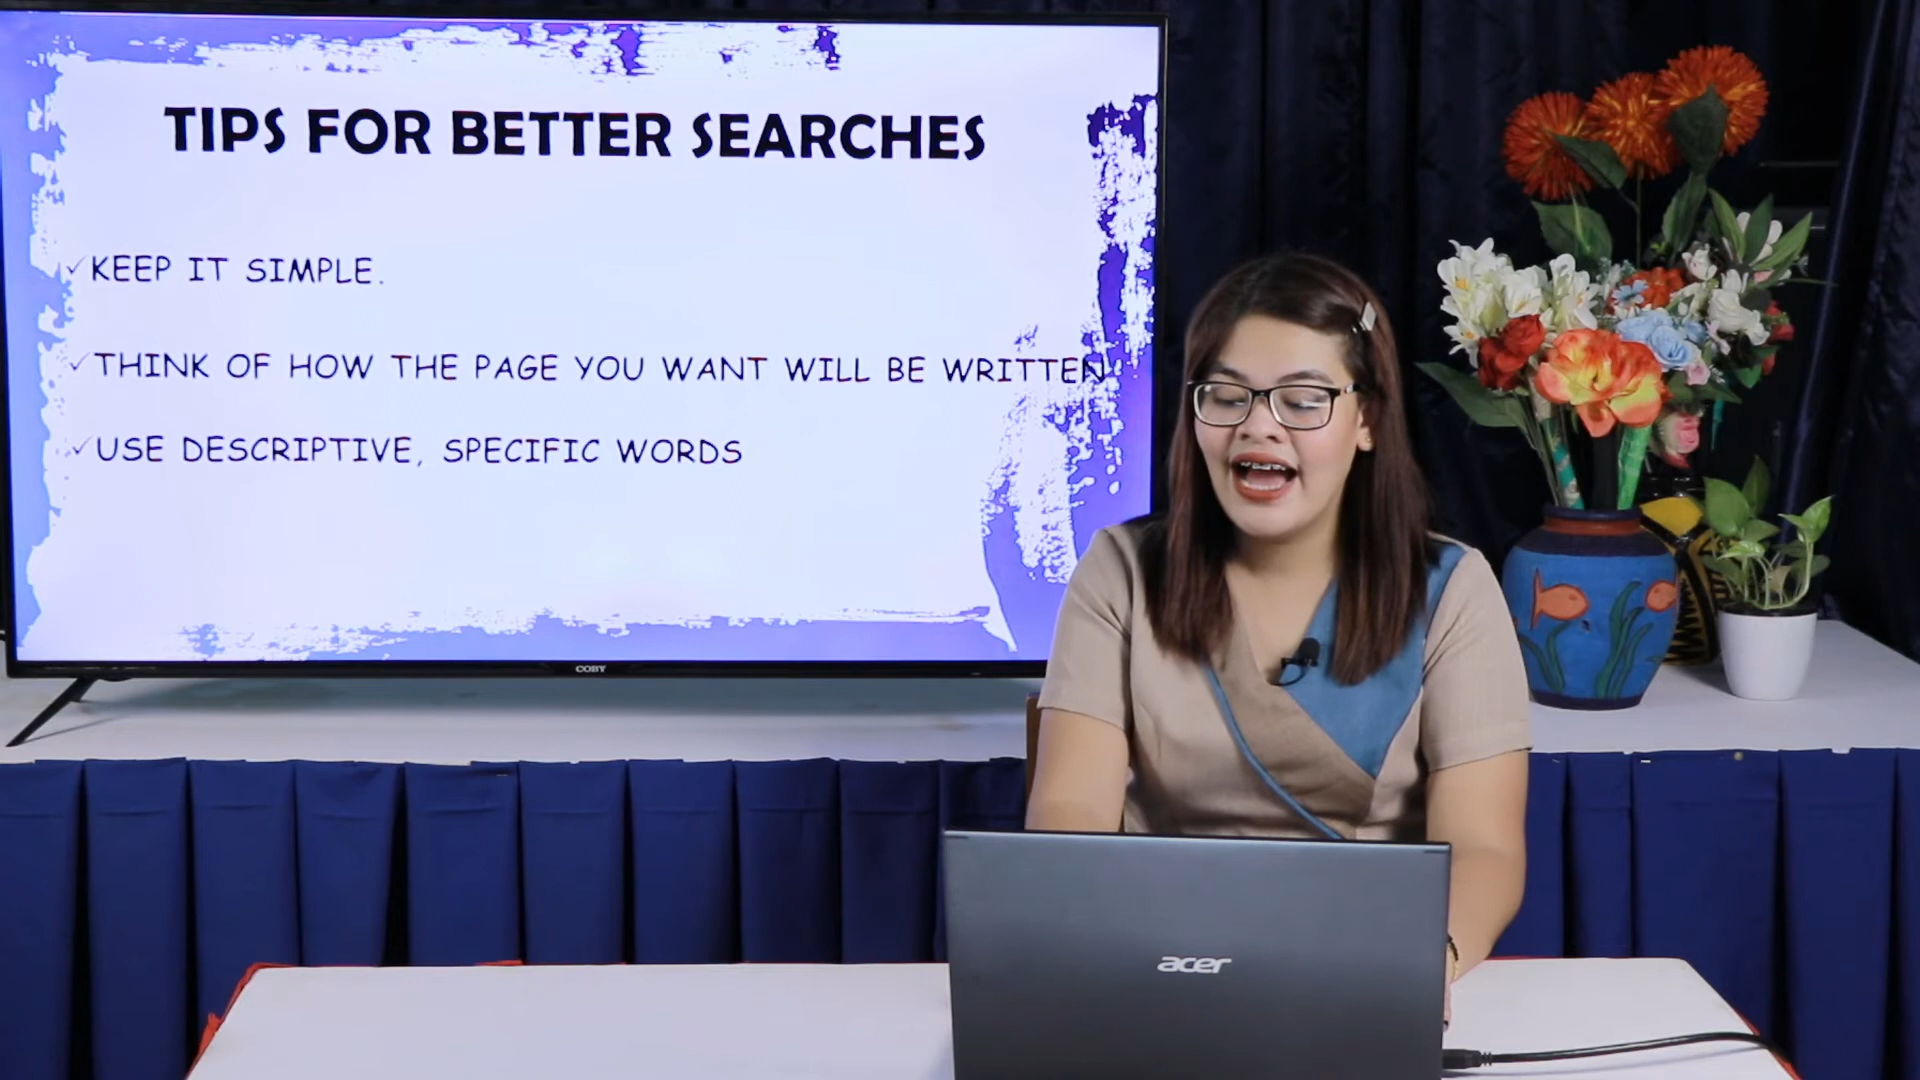 TIPS FOR BETTER SEARCHES
✓KEEP IT SIMPLE.
✓THINK OF HOW THE PAGE YOU WANT WILL BE WRITTEN.
✓USE DESCRIPTIVE, SPECIFIC WORDS
COBY
acer